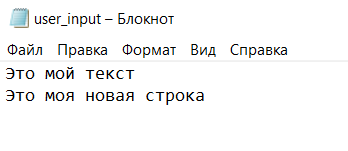 user_input – Блокнот
Файл Правка Формат Вид Справка
Это мой текст
Это моя новая строка